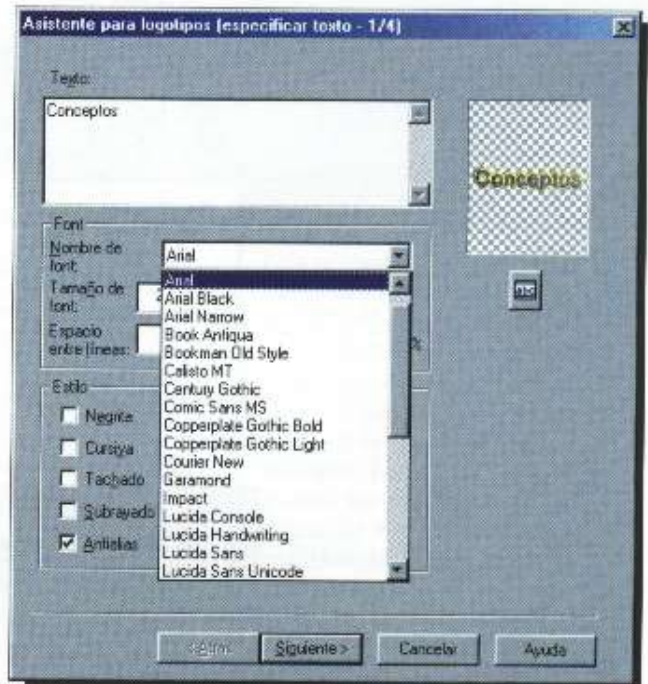 Asistente para logotipos (especificar texto - 1/4)
Texto:
Conceptos
Conceptos
Font
Nombre de font:
Arial
Tamaño de font:
Espacio entre líneas:
%
abc
Arial
Arial Black
Arial Narrow
Book Antiqua
Bookman Old Style
Calisto MT
Century Gothic
Comic Sans MS
Copperplate Gothic Bold
Copperplate Gothic Light
Courier New
Garamond
Impact
Lucida Console
Lucida Handwriting
Lucida Sans
Lucida Sans Unicode
Estilo
Negrita
Cursiva
Tachado
Subrayado
Antialias
<Atrás
Siguiente >
Cancelar
Ayuda